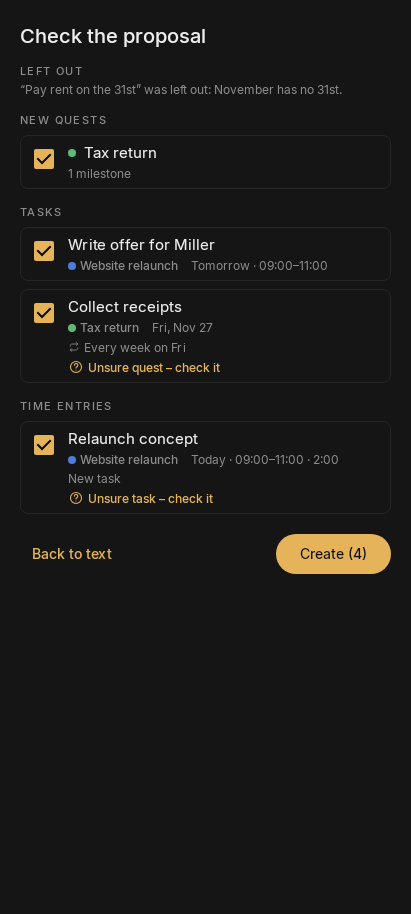 Check the proposal
LEFT OUT
“Pay rent on the 31st” was left out: November has no 31st.
NEW QUESTS
Tax return
1 milestone
TASKS
Write offer for Miller
Website relaunch Tomorrow · 09:00–11:00
Collect receipts
Tax return Fri, Nov 27
Every week on Fri
Unsure quest – check it
TIME ENTRIES
Relaunch concept
Website relaunch Today · 09:00–11:00 · 2:00
New task
Unsure task – check it
Back to text Create (4)